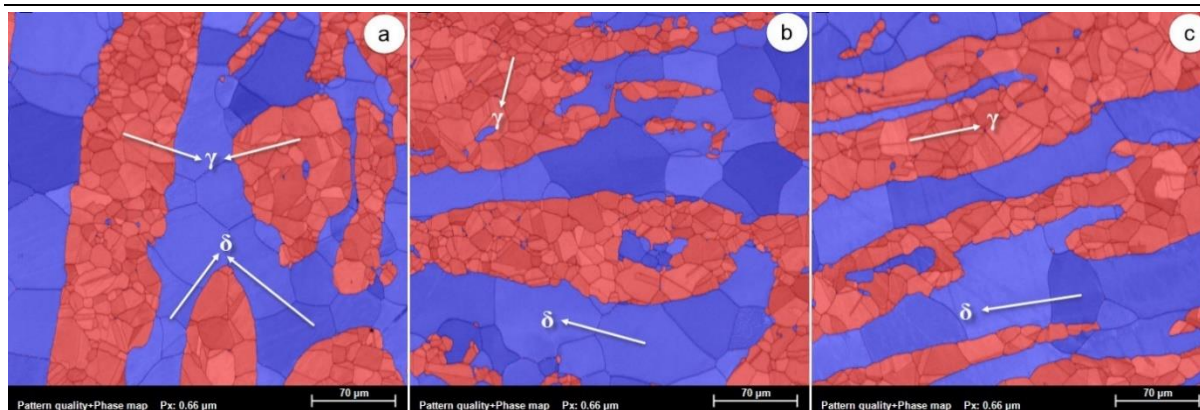 a
γ
δ
Pattern quality+Phase map Px: 0.66 μm 70 μm
b
γ
δ
Pattern quality+Phase map Px: 0.66 μm 70 μm
c
γ
δ
Pattern quality+Phase map Px: 0.66 μm 70 μm